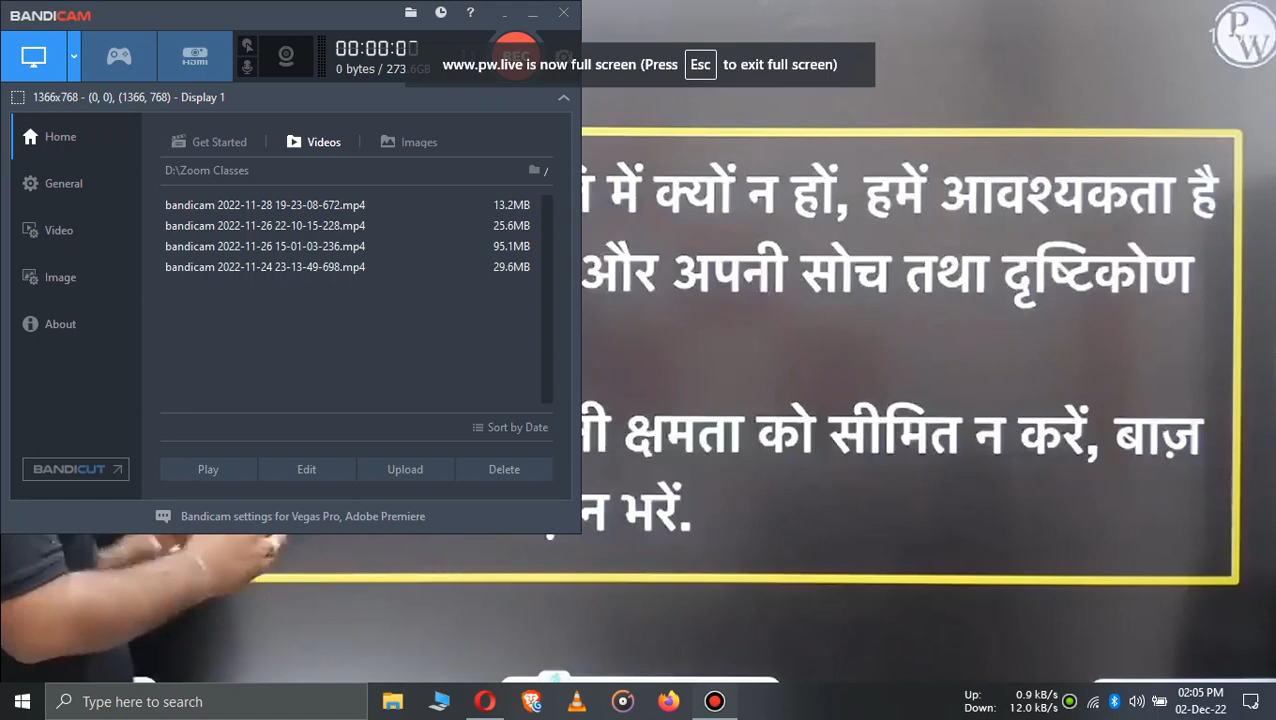 BANDICAM
00:00:00
REC
0 bytes / 273.6GB
www.pw.live is now full screen (Press Esc to exit full screen)
PW
1366x768 - (0, 0), (1366, 768) - Display 1
Home
General
Video
Image
About
BANDICUT
Get Started
Videos
Images
D:\Zoom Classes
bandicam 2022-11-28 19-23-08-672.mp4 13.2MB
bandicam 2022-11-26 22-10-15-228.mp4 25.6MB
bandicam 2022-11-26 15-01-03-236.mp4 95.1MB
bandicam 2022-11-24 23-13-49-698.mp4 29.6MB
Sort by Date
Play Edit Upload Delete
Bandicam settings for Vegas Pro, Adobe Premiere
में क्यों न हों, हमें आवश्यकता है
और अपनी सोच तथा दृष्टिकोण
क्षमता को सीमित न करें, बाज़
न भरें.
Type here to search
Up: 0.9 kB/s
Down: 12.0 kB/s
02:05 PM
02-Dec-22